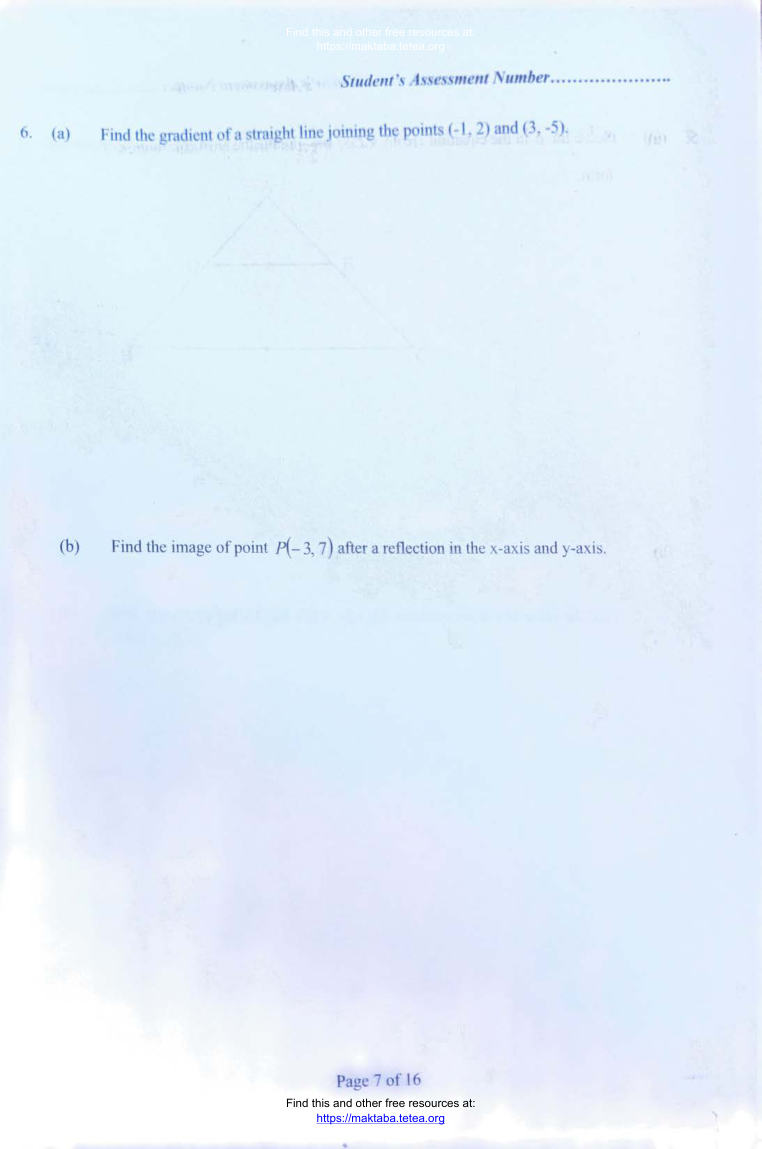 Find this and other free resources at:
https://maktaba.tetea.org
Student's Assessment Number......................
6. (a) Find the gradient of a straight line joining the points (-1, 2) and (3, -5).
(b) Find the image of point P(– 3, 7) after a reflection in the x-axis and y-axis.
Page 7 of 16
Find this and other free resources at:
https://maktaba.tetea.org